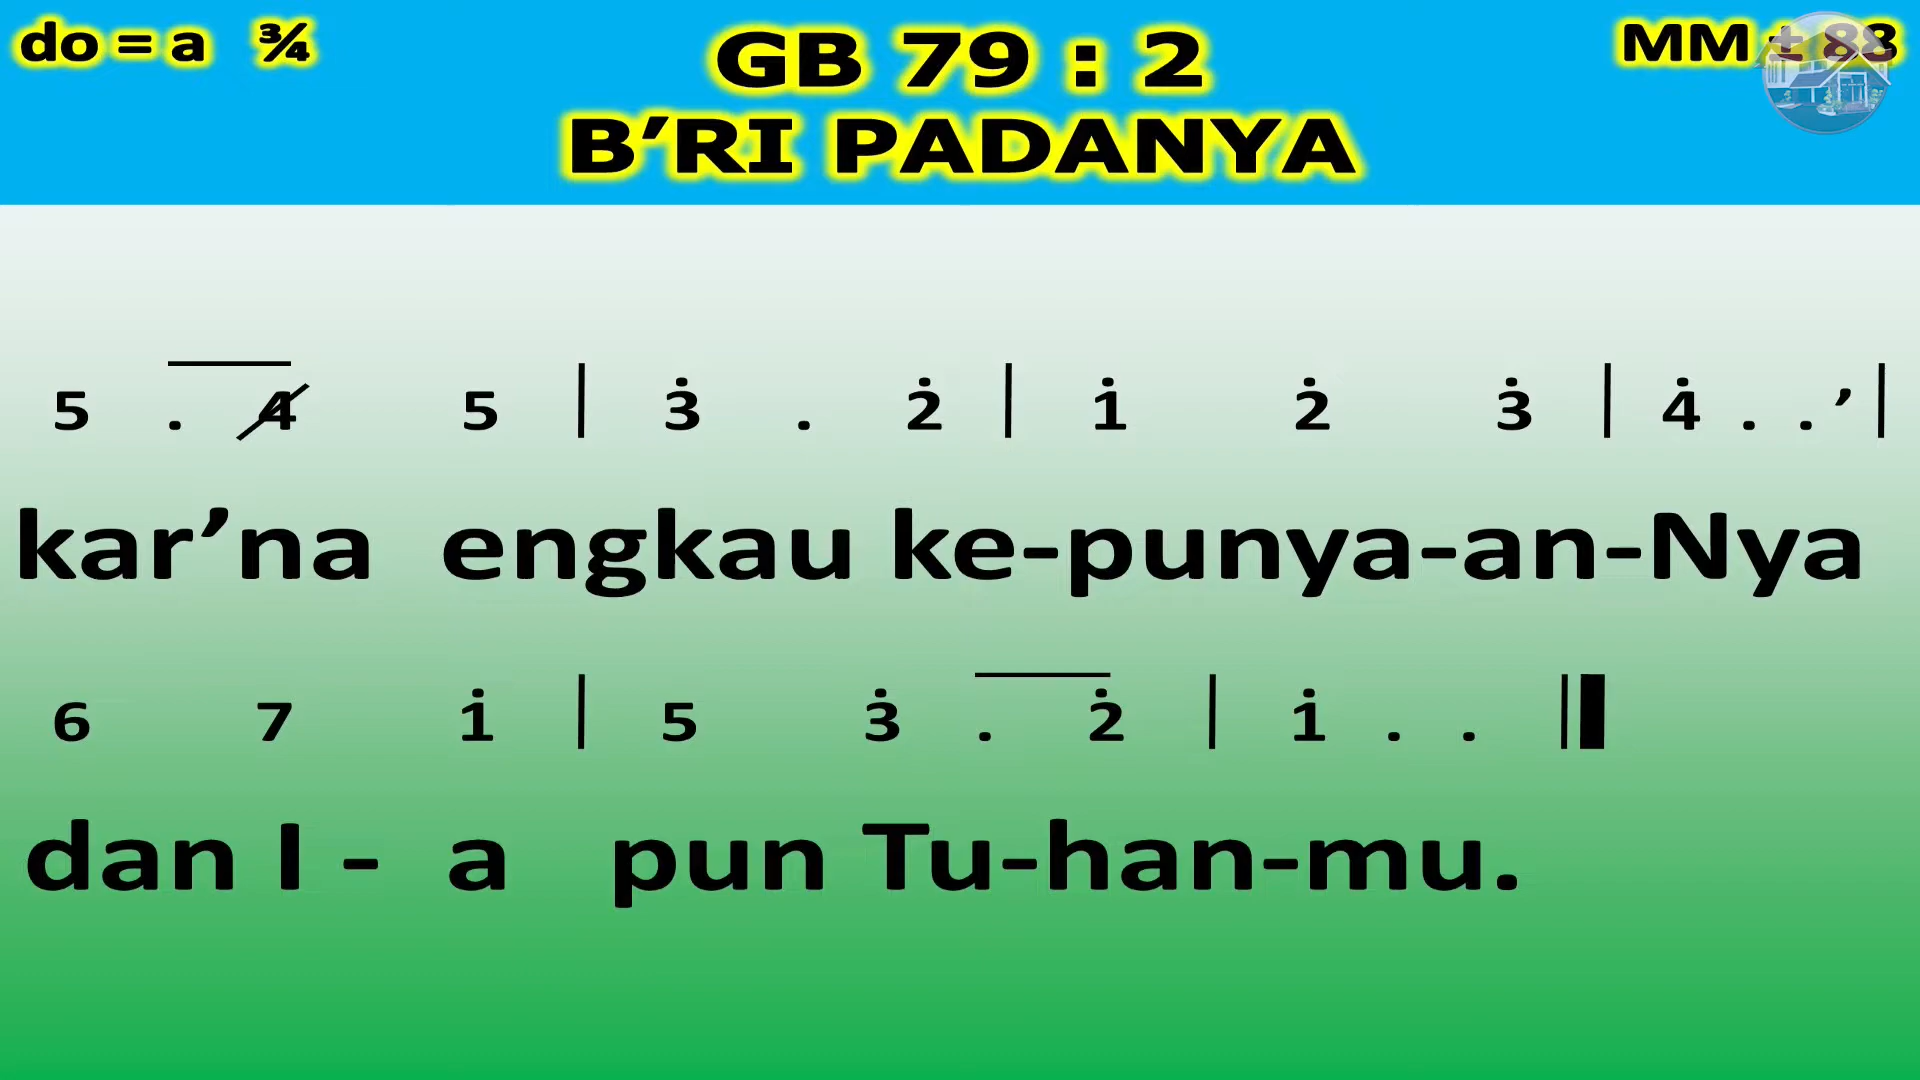 do = a ¾
GB 79 : 2
MM ± 88
B’RI PADANYA
5 . 4̸ 5 | 3̇ . 2̇ | 1̇ 2̇ 3̇ | 4̇ . . ’ |
kar’na engkau ke-punya-an-Nya
6 7 1̇ | 5 3̇ . 2̇ | 1̇ . . ||
dan I - a pun Tu-han-mu.